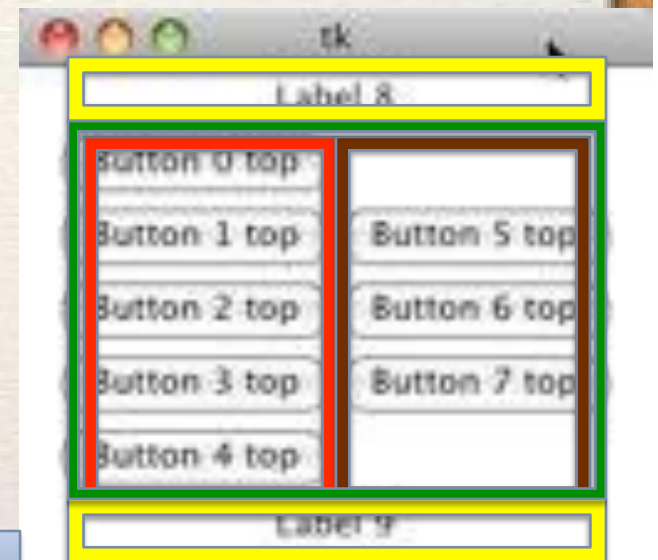 tk
Label 8
Button 0 top
Button 1 top
Button 5 top
Button 2 top
Button 6 top
Button 3 top
Button 7 top
Button 4 top
Label 9